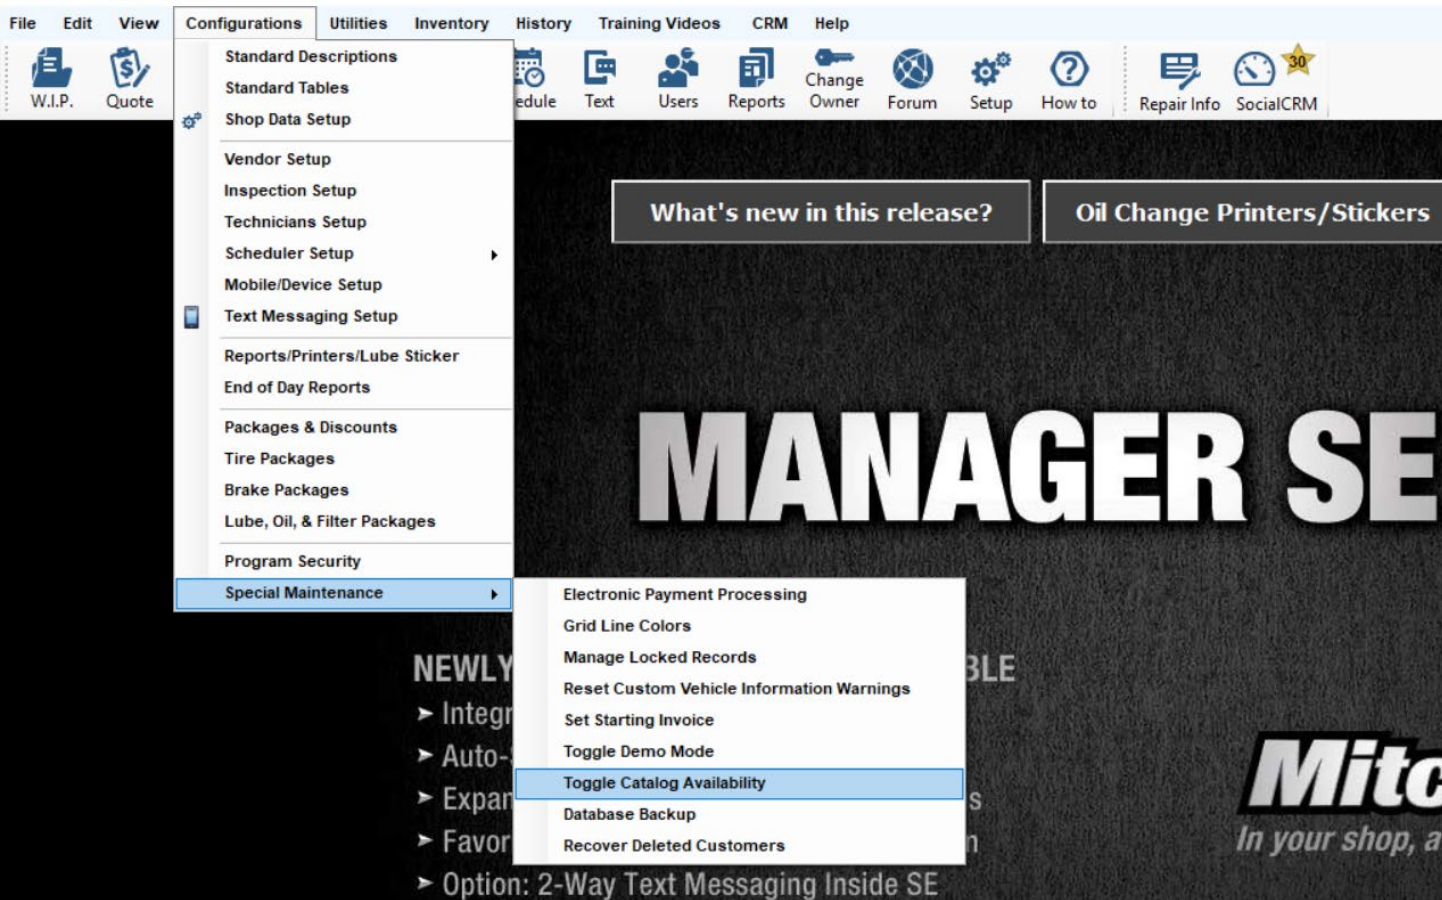 File Edit View Configurations Utilities Inventory History Training Videos CRM Help
W.I.P. Quote edule Text Users Reports Change Owner Forum Setup How to Repair Info SocialCRM 30
Standard Descriptions
Standard Tables
Shop Data Setup
Vendor Setup
Inspection Setup
Technicians Setup
Scheduler Setup
Mobile/Device Setup
Text Messaging Setup
Reports/Printers/Lube Sticker
End of Day Reports
Packages & Discounts
Tire Packages
Brake Packages
Lube, Oil, & Filter Packages
Program Security
Special Maintenance
Electronic Payment Processing
Grid Line Colors
Manage Locked Records
Reset Custom Vehicle Information Warnings
Set Starting Invoice
Toggle Demo Mode
Toggle Catalog Availability
Database Backup
Recover Deleted Customers
What's new in this release? Oil Change Printers/Stickers
MANAGER SE
NEWLY BLE
➤ Integr
➤ Auto-
➤ Expan s
➤ Favor n
➤ Option: 2-Way Text Messaging Inside SE
Mitc
In your shop, a